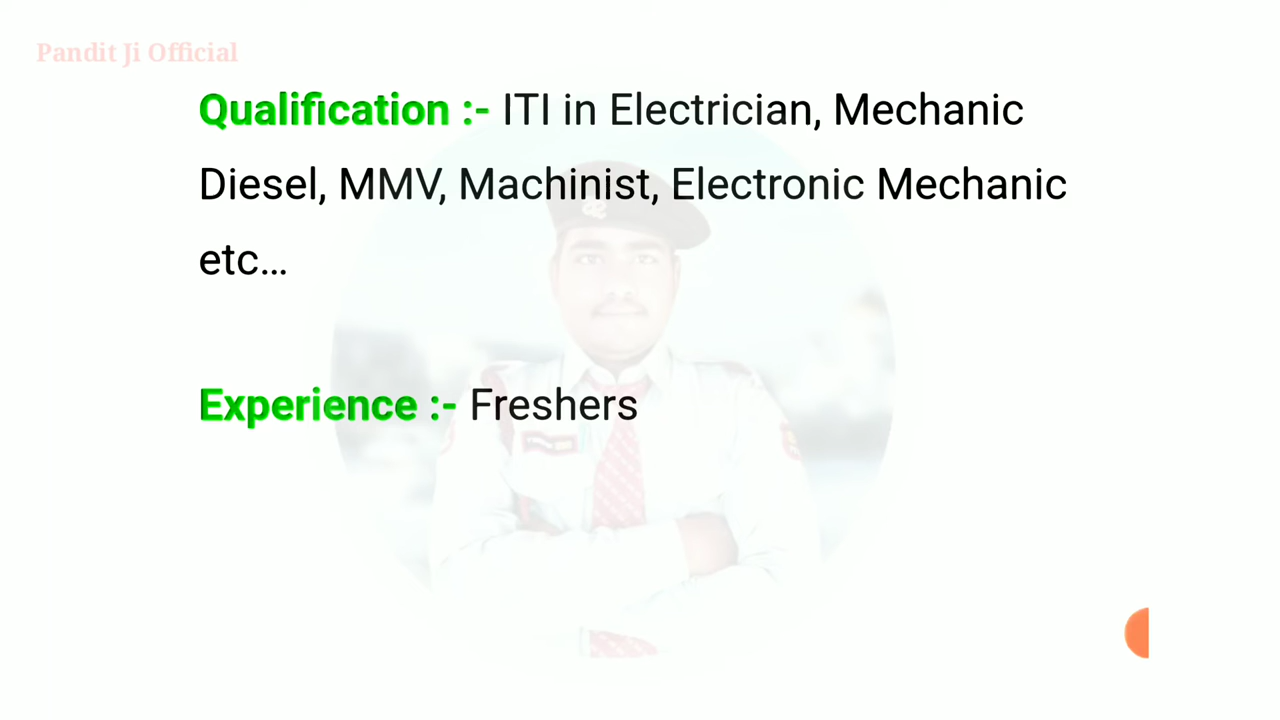 Pandit Ji Official
Qualification :- ITI in Electrician, Mechanic
Diesel, MMV, Machinist, Electronic Mechanic
etc...
Experience :- Freshers